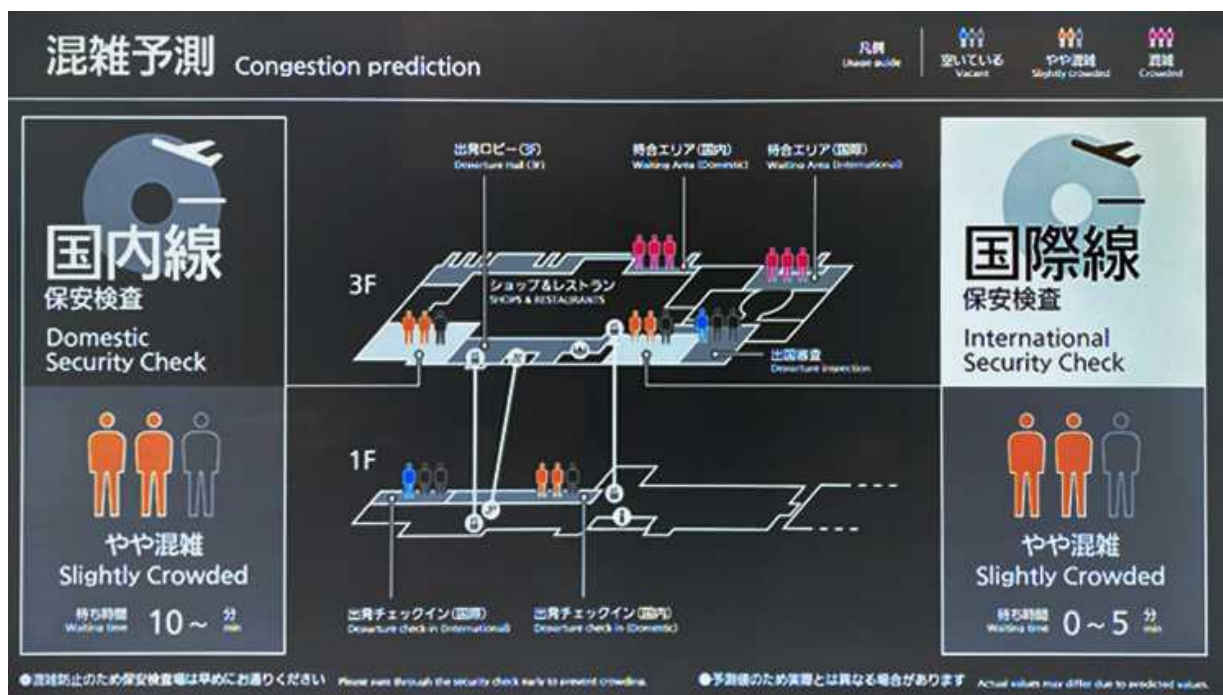 混雑予測 Congestion prediction
凡例
Usage guide
空いている
Vacant
やや混雑
Slightly crowded
混雑
Crowded
国内線
保安検査
Domestic
Security Check
やや混雑
Slightly Crowded
待ち時間
Waiting time
10～
分
min
出発ロビー(3F)
Departure Hall (3F)
待合エリア(国内)
Waiting Area (Domestic)
待合エリア(国際)
Waiting Area (International)
3F
ショップ&レストラン
SHOPS & RESTAURANTS
出国審査
Departure inspection
1F
出発チェックイン(国際)
Departure check-in (International)
出発チェックイン(国内)
Departure check-in (Domestic)
国際線
保安検査
International
Security Check
やや混雑
Slightly Crowded
待ち時間
Waiting time
0～5
分
min
●混雑防止のため保安検査場は早めにお通りください Please pass through the security check early to prevent crowding.
●予測値のため実際とは異なる場合があります Actual values may differ due to predicted values.